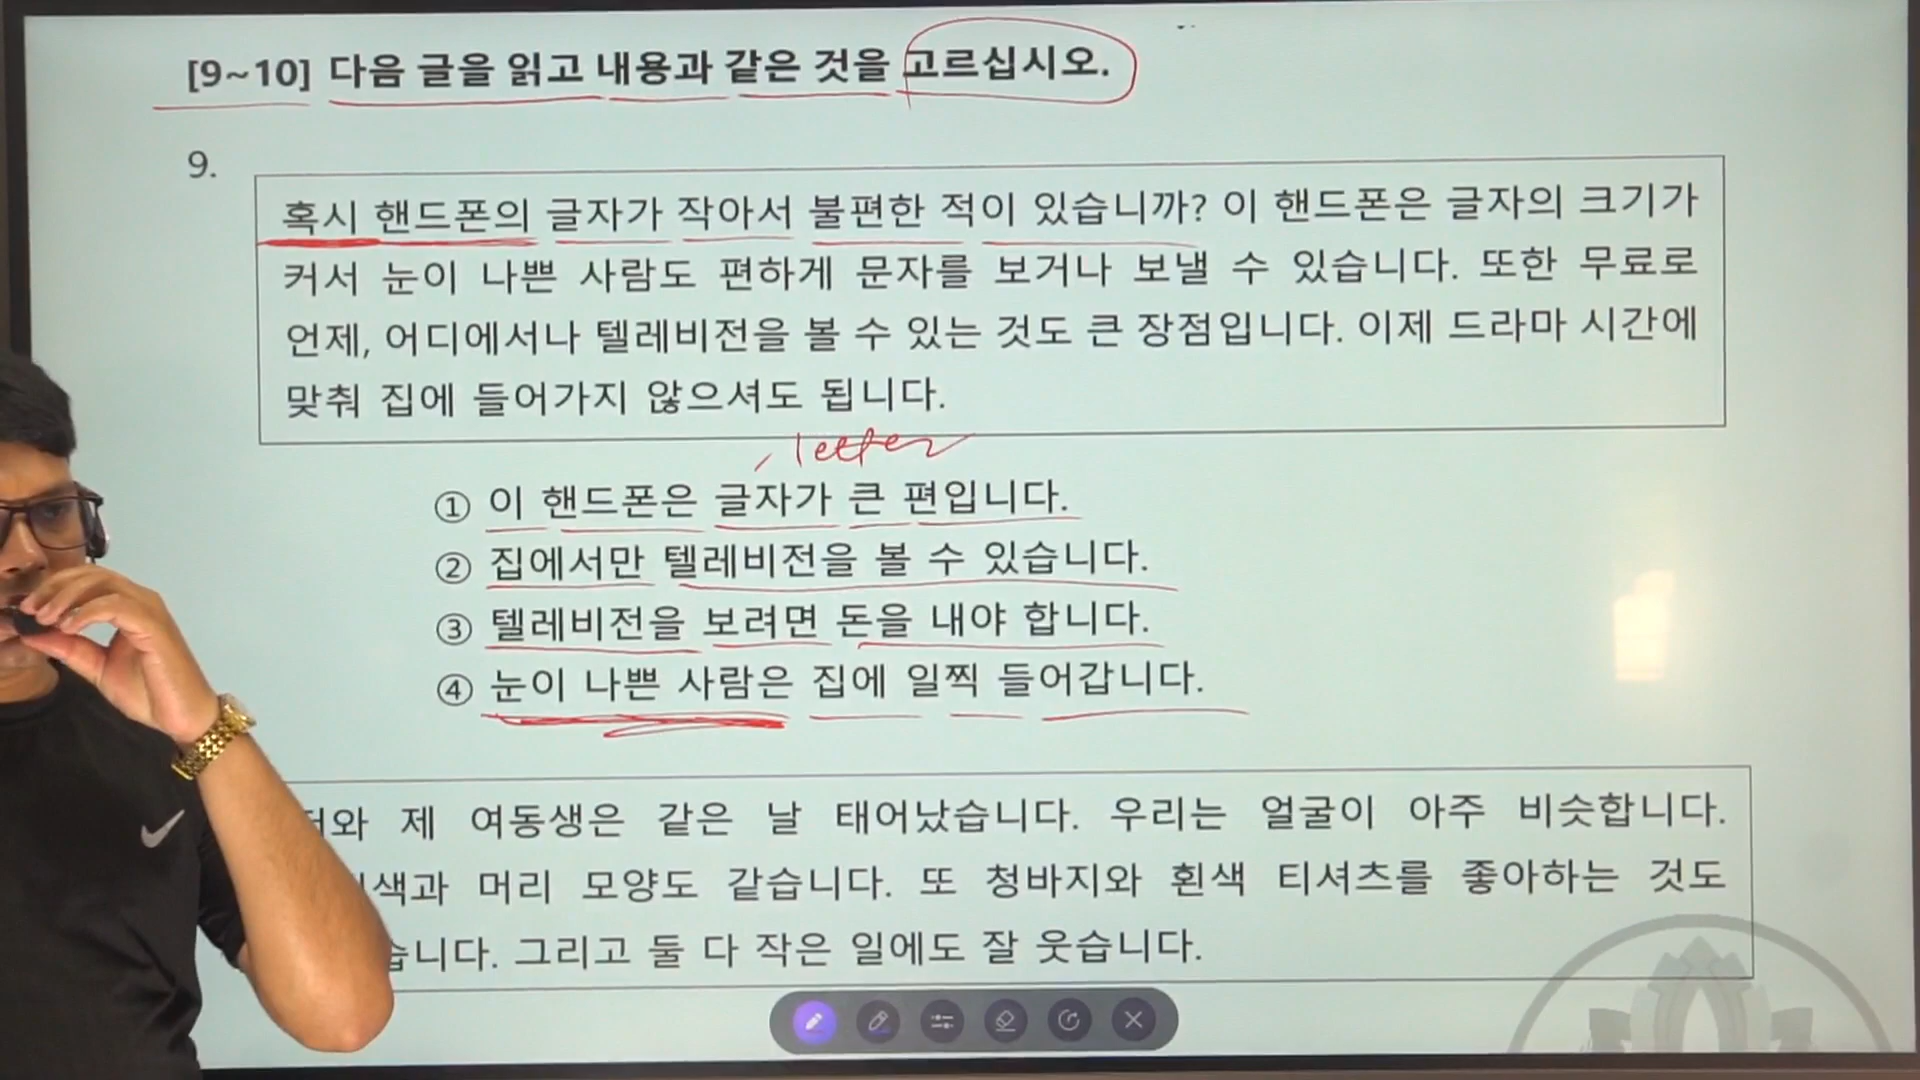 [9~10] 다음 글을 읽고 내용과 같은 것을 고르십시오.
9.
혹시 핸드폰의 글자가 작아서 불편한 적이 있습니까? 이 핸드폰은 글자의 크기가
커서 눈이 나쁜 사람도 편하게 문자를 보거나 보낼 수 있습니다. 또한 무료로
언제, 어디에서나 텔레비전을 볼 수 있는 것도 큰 장점입니다. 이제 드라마 시간에
맞춰 집에 들어가지 않으셔도 됩니다.
letter
① 이 핸드폰은 글자가 큰 편입니다.
② 집에서만 텔레비전을 볼 수 있습니다.
③ 텔레비전을 보려면 돈을 내야 합니다.
④ 눈이 나쁜 사람은 집에 일찍 들어갑니다.
제 여동생은 같은 날 태어났습니다. 우리는 얼굴이 아주 비슷합니다.
머리 모양도 같습니다. 또 청바지와 흰색 티셔츠를 좋아하는 것도
그리고 둘 다 작은 일에도 잘 웃습니다.